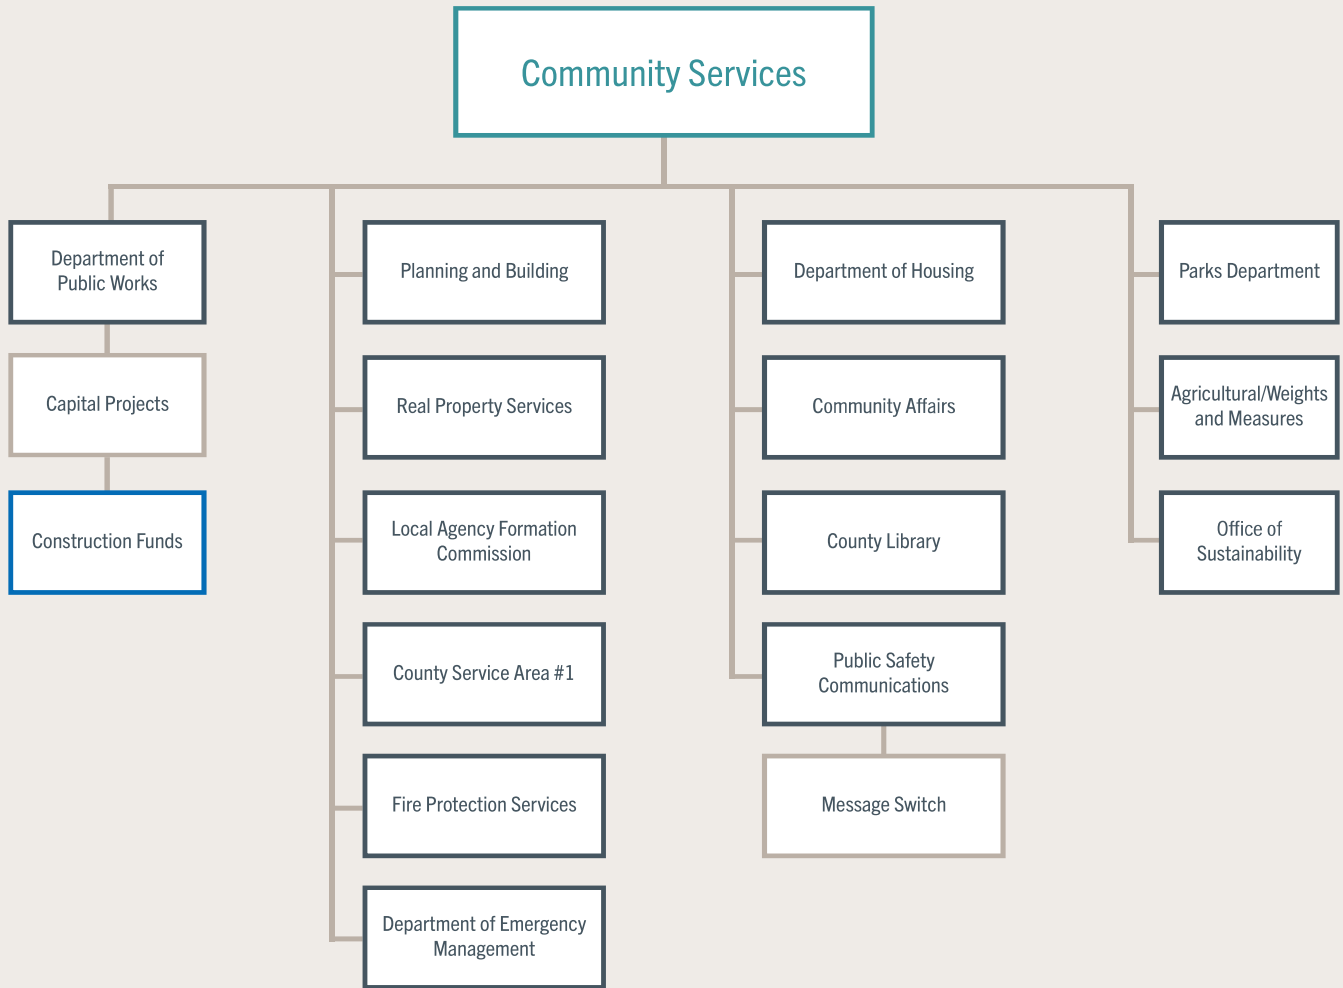 Community Services
Department of
Public Works
Capital Projects
Construction Funds
Planning and Building
Real Property Services
Local Agency Formation
Commission
County Service Area #1
Fire Protection Services
Department of Emergency
Management
Department of Housing
Community Affairs
County Library
Public Safety
Communications
Message Switch
Parks Department
Agricultural/Weights
and Measures
Office of
Sustainability